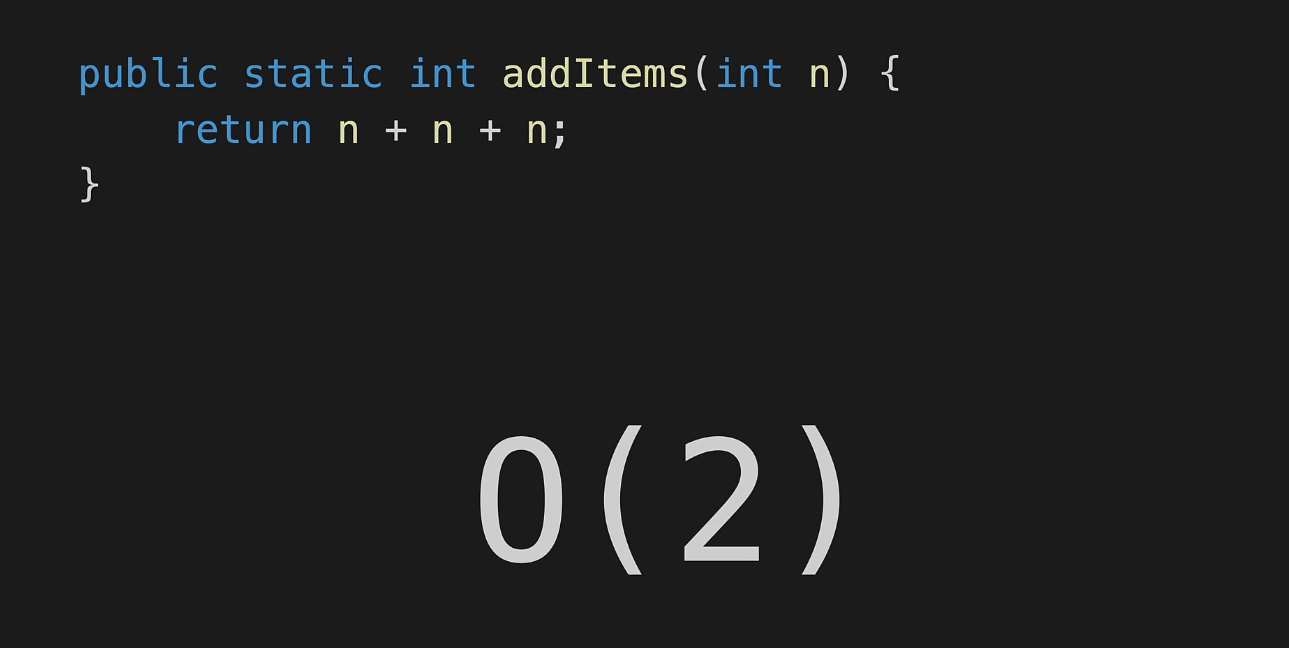 public static int addItems(int n) {
    return n + n + n;
}
O(2)